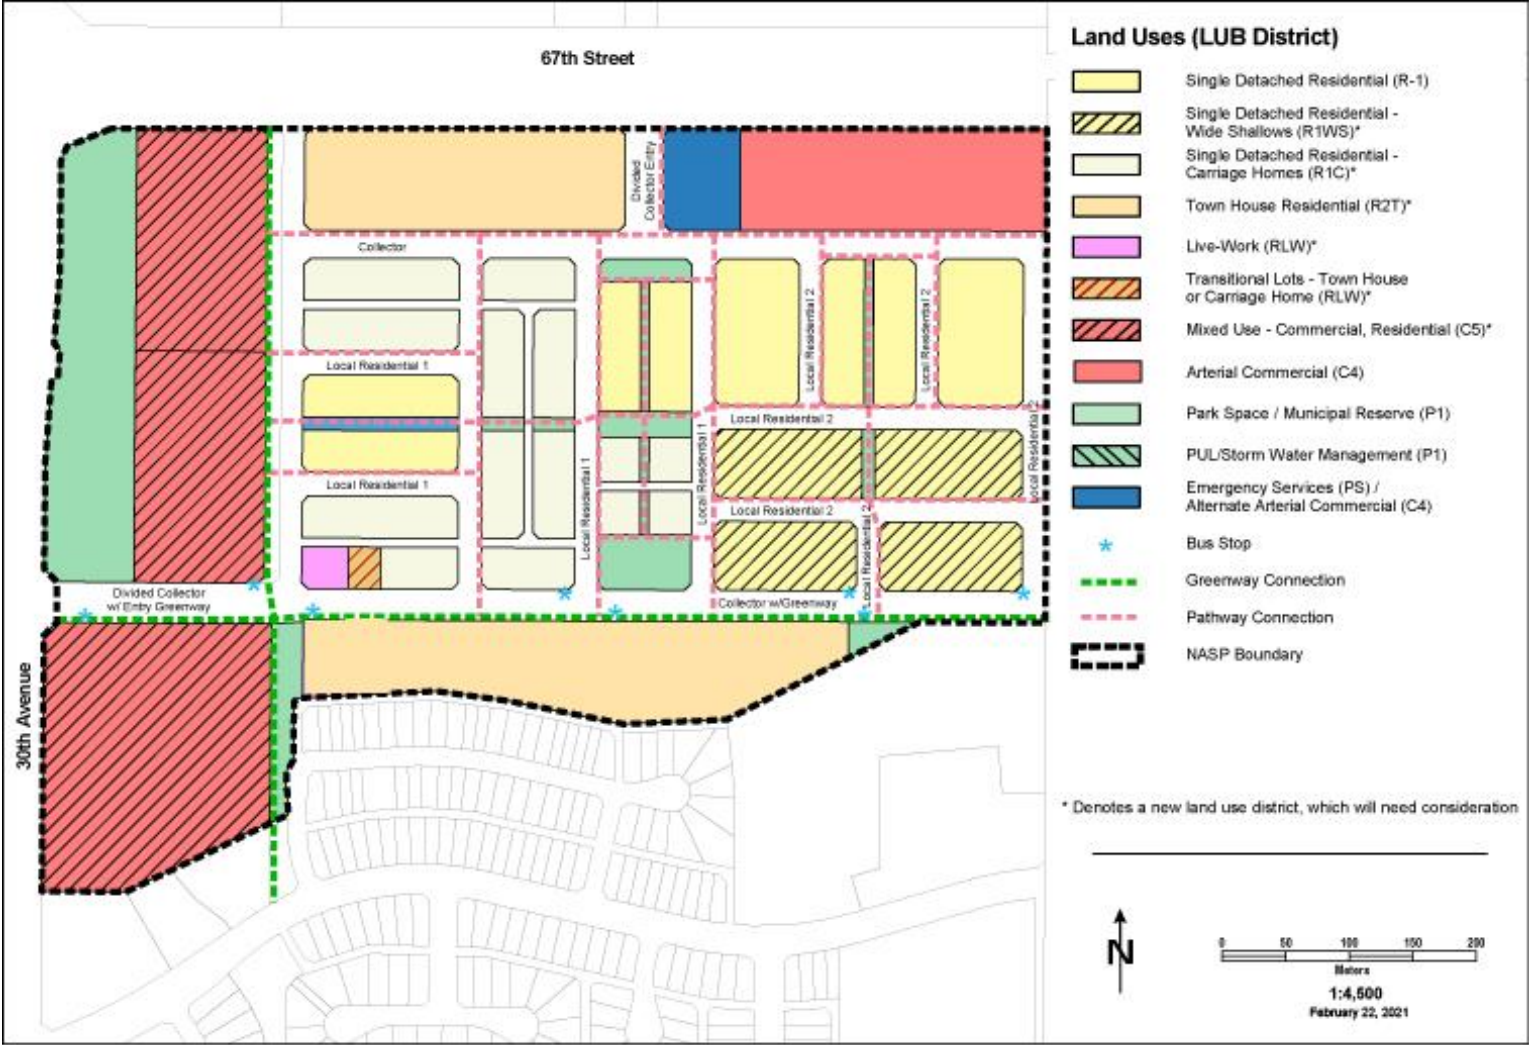 67th Street
Divided
Collector Entry
Collector
Local Residential 1
Local Residential 1
Local Residential 1
Local Residential 1
Local Residential 2
Local Residential 2
Local Residential 2
Local Residential 2
Local Residential 2
Local Residential 2
Divided Collector
w/ Entry Greenway
Collector w/Greenway
30th Avenue
Land Uses (LUB District)
Single Detached Residential (R-1)
Single Detached Residential -
Wide Shallows (R1WS)*
Single Detached Residential -
Carriage Homes (R1C)*
Town House Residential (R2T)*
Live-Work (RLW)*
Transitional Lots - Town House
or Carriage Home (RLW)*
Mixed Use - Commercial, Residential (C5)*
Arterial Commercial (C4)
Park Space / Municipal Reserve (P1)
PUL/Storm Water Management (P1)
Emergency Services (PS) /
Alternate Arterial Commercial (C4)
Bus Stop
Greenway Connection
Pathway Connection
NASP Boundary
* Denotes a new land use district, which will need consideration
N
0 50 100 150 200
Meters
1:4,500
February 22, 2021